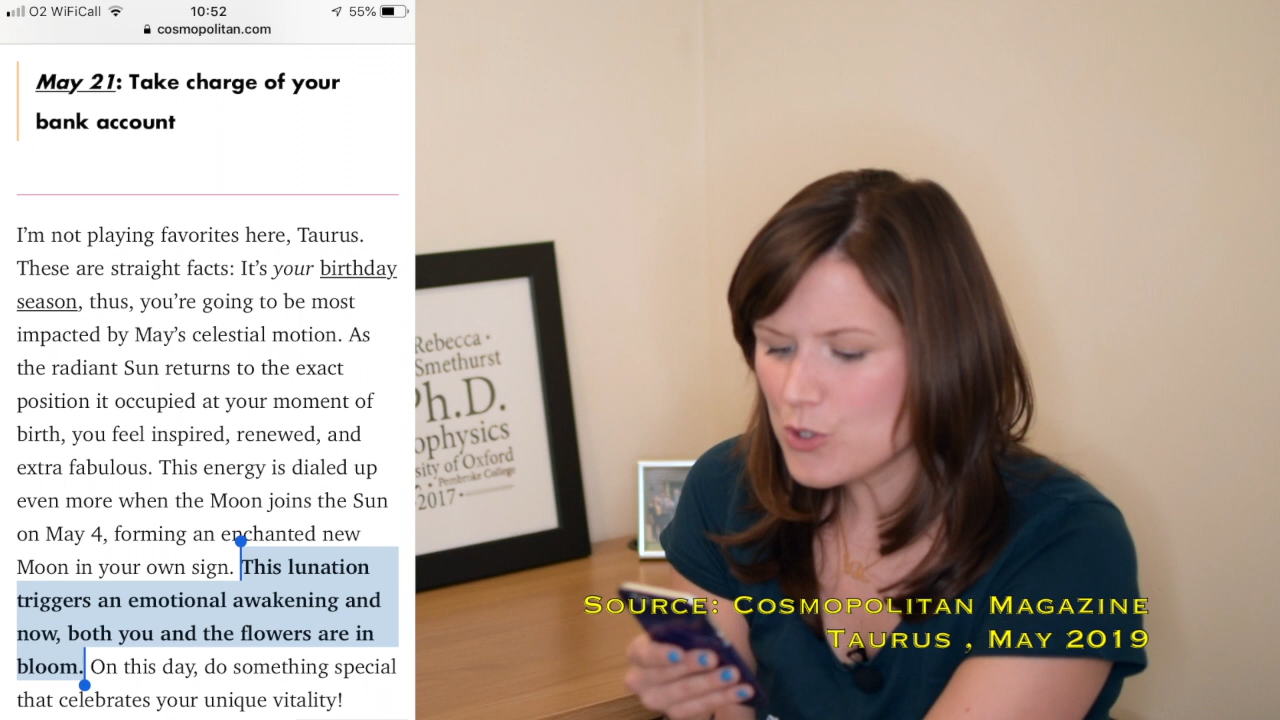 O2 WiFiCall
10:52
55%
cosmopolitan.com
May 21: Take charge of your
bank account
I’m not playing favorites here, Taurus.
These are straight facts: It’s your birthday
season, thus, you’re going to be most
impacted by May’s celestial motion. As
the radiant Sun returns to the exact
position it occupied at your moment of
birth, you feel inspired, renewed, and
extra fabulous. This energy is dialed up
even more when the Moon joins the Sun
on May 4, forming an enchanted new
Moon in your own sign. This lunation
triggers an emotional awakening and
now, both you and the flowers are in
bloom. On this day, do something special
that celebrates your unique vitality!
Rebecca
Smethurst
Ph.D.
ophysics
sity of Oxford
Pembroke College
2017
SOURCE: COSMOPOLITAN MAGAZINE
TAURUS , MAY 2019